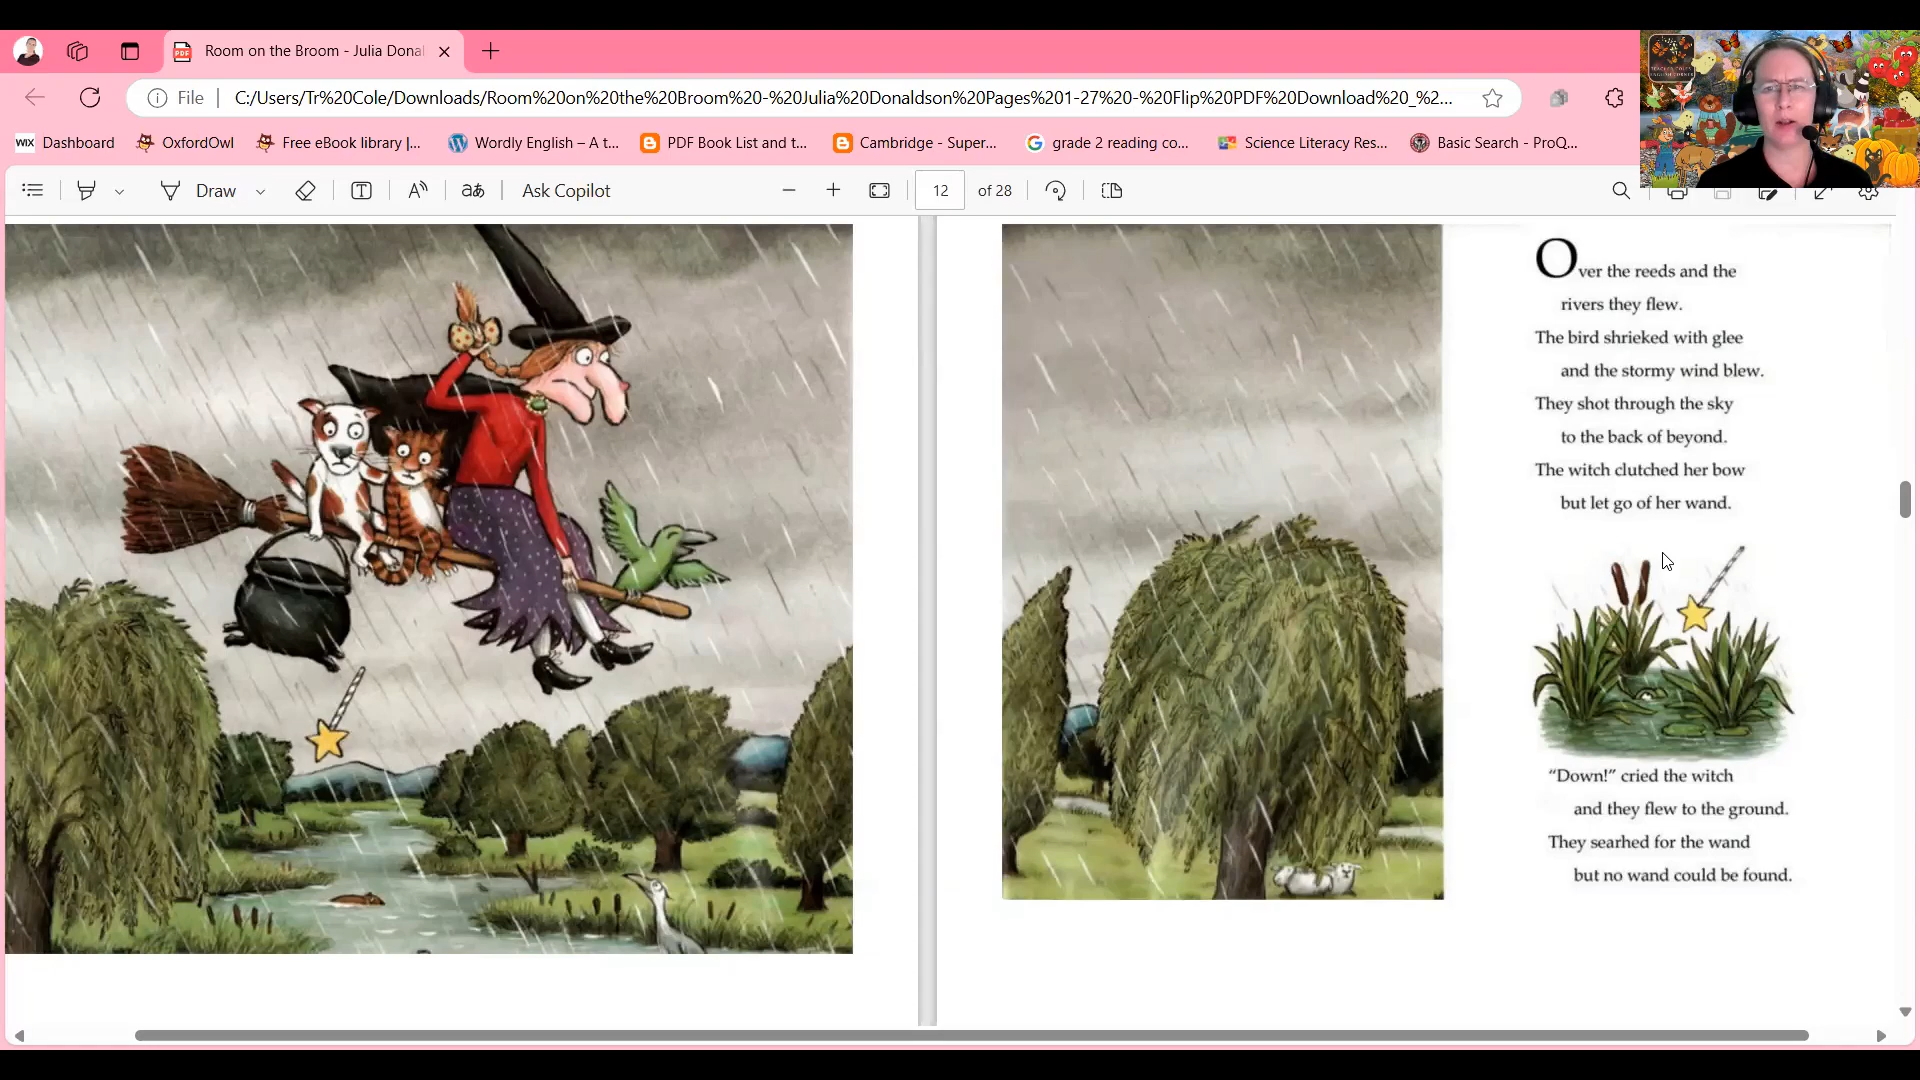 Room on the Broom - Julia Donal
File
C:/Users/Tr%20Cole/Downloads/Room%20on%20the%20Broom%20-%20Julia%20Donaldson%20Pages%201-27%20-%20Flip%20PDF%20Download%20_%2...
WIX Dashboard
OxfordOwl
Free eBook library |...
Wordly English – A t...
PDF Book List and t...
Cambridge - Super...
grade 2 reading co...
Science Literacy Res...
Basic Search - ProQ...
Draw
Ask Copilot
12 of 28
Over the reeds and the
rivers they flew.
The bird shrieked with glee
and the stormy wind blew.
They shot through the sky
to the back of beyond.
The witch clutched her bow
but let go of her wand.
“Down!” cried the witch
and they flew to the ground.
They searhed for the wand
but no wand could be found.